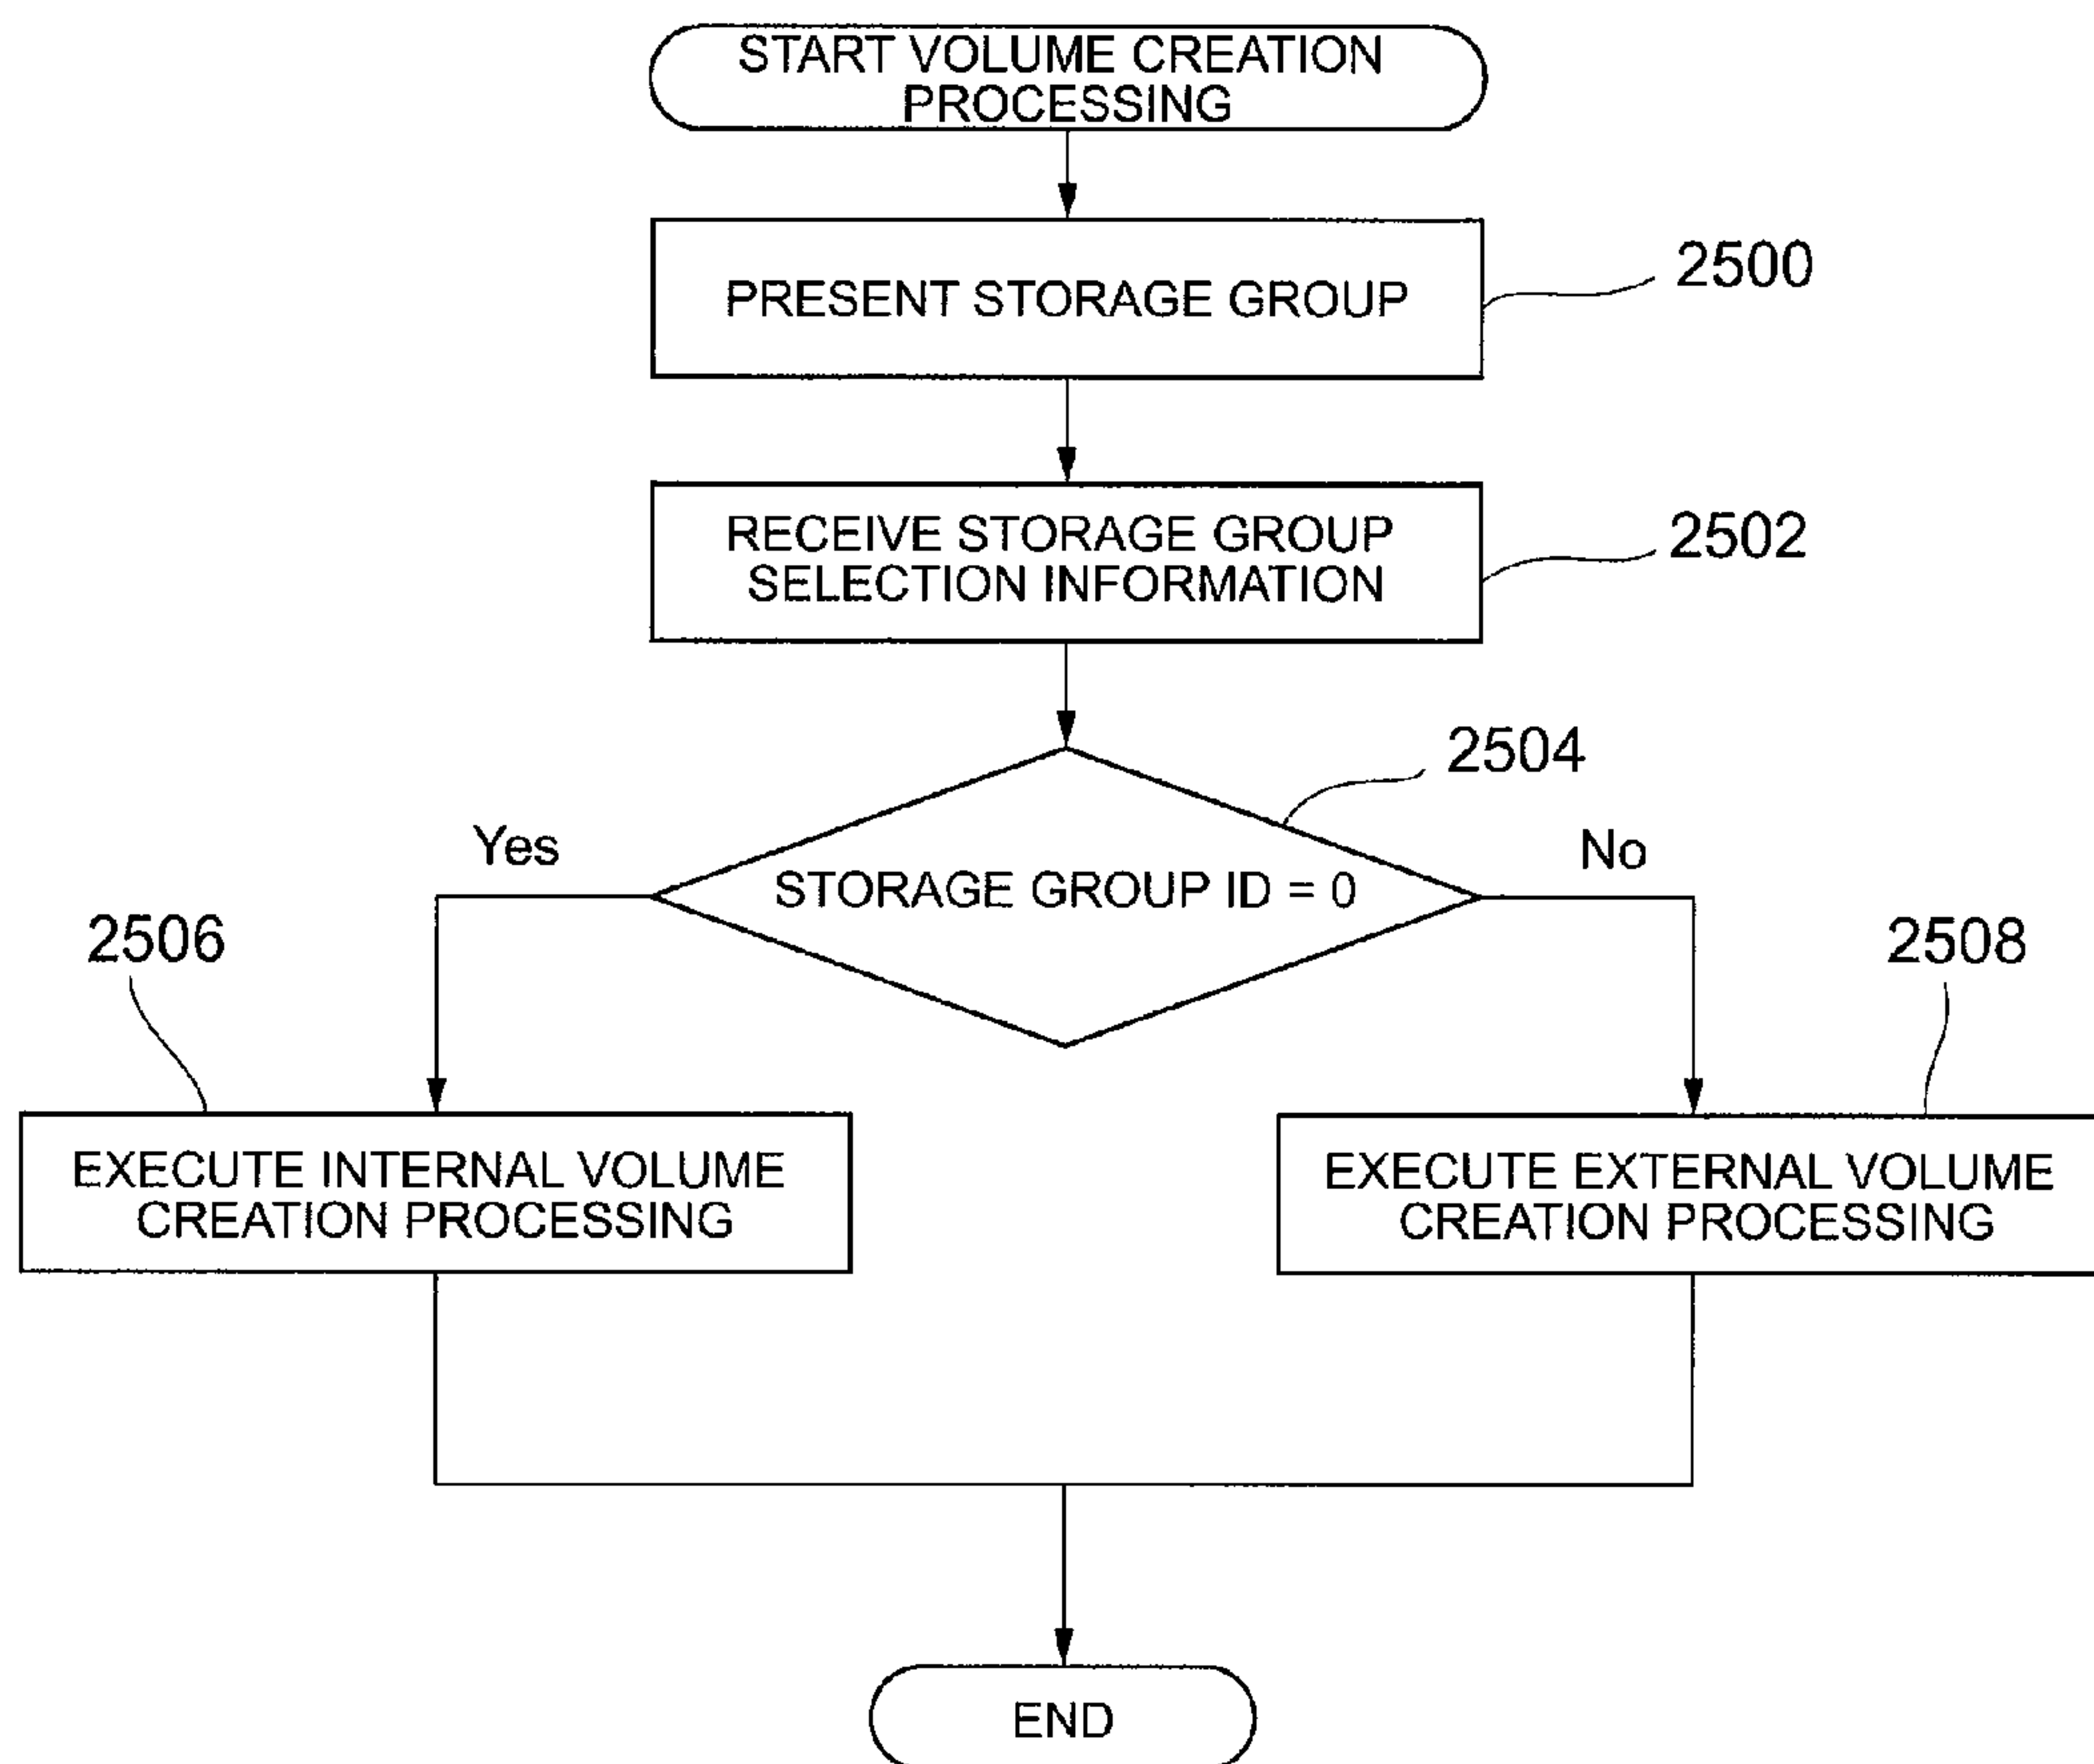 START VOLUME CREATION
PROCESSING
PRESENT STORAGE GROUP
2500
RECEIVE STORAGE GROUP
SELECTION INFORMATION
2502
2504
Yes
No
STORAGE GROUP ID = 0
2506
2508
EXECUTE INTERNAL VOLUME
CREATION PROCESSING
EXECUTE EXTERNAL VOLUME
CREATION PROCESSING
END